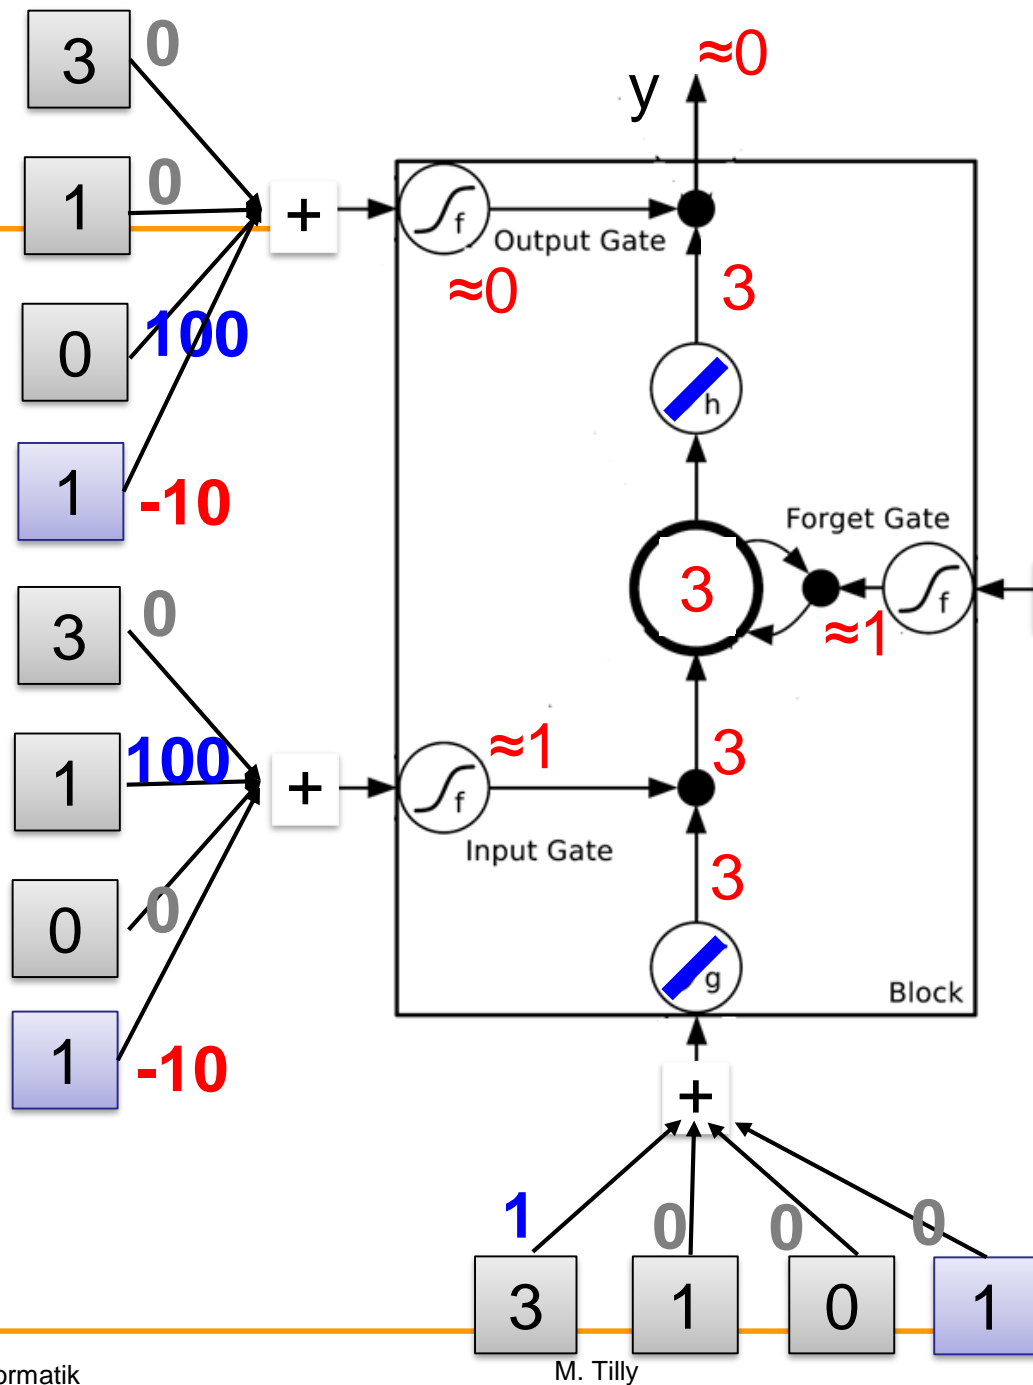 3 0
≈0
y
1 0
+
f
Output Gate
≈0
3
0 100
h
1 -10
Forget Gate
3
f
≈1
3 0
1 100
≈1
3
+
f
Input Gate
3
0 0
g
Block
1 -10
+
1 0 0 0
3 1 0 1
ormatik
M. Tilly